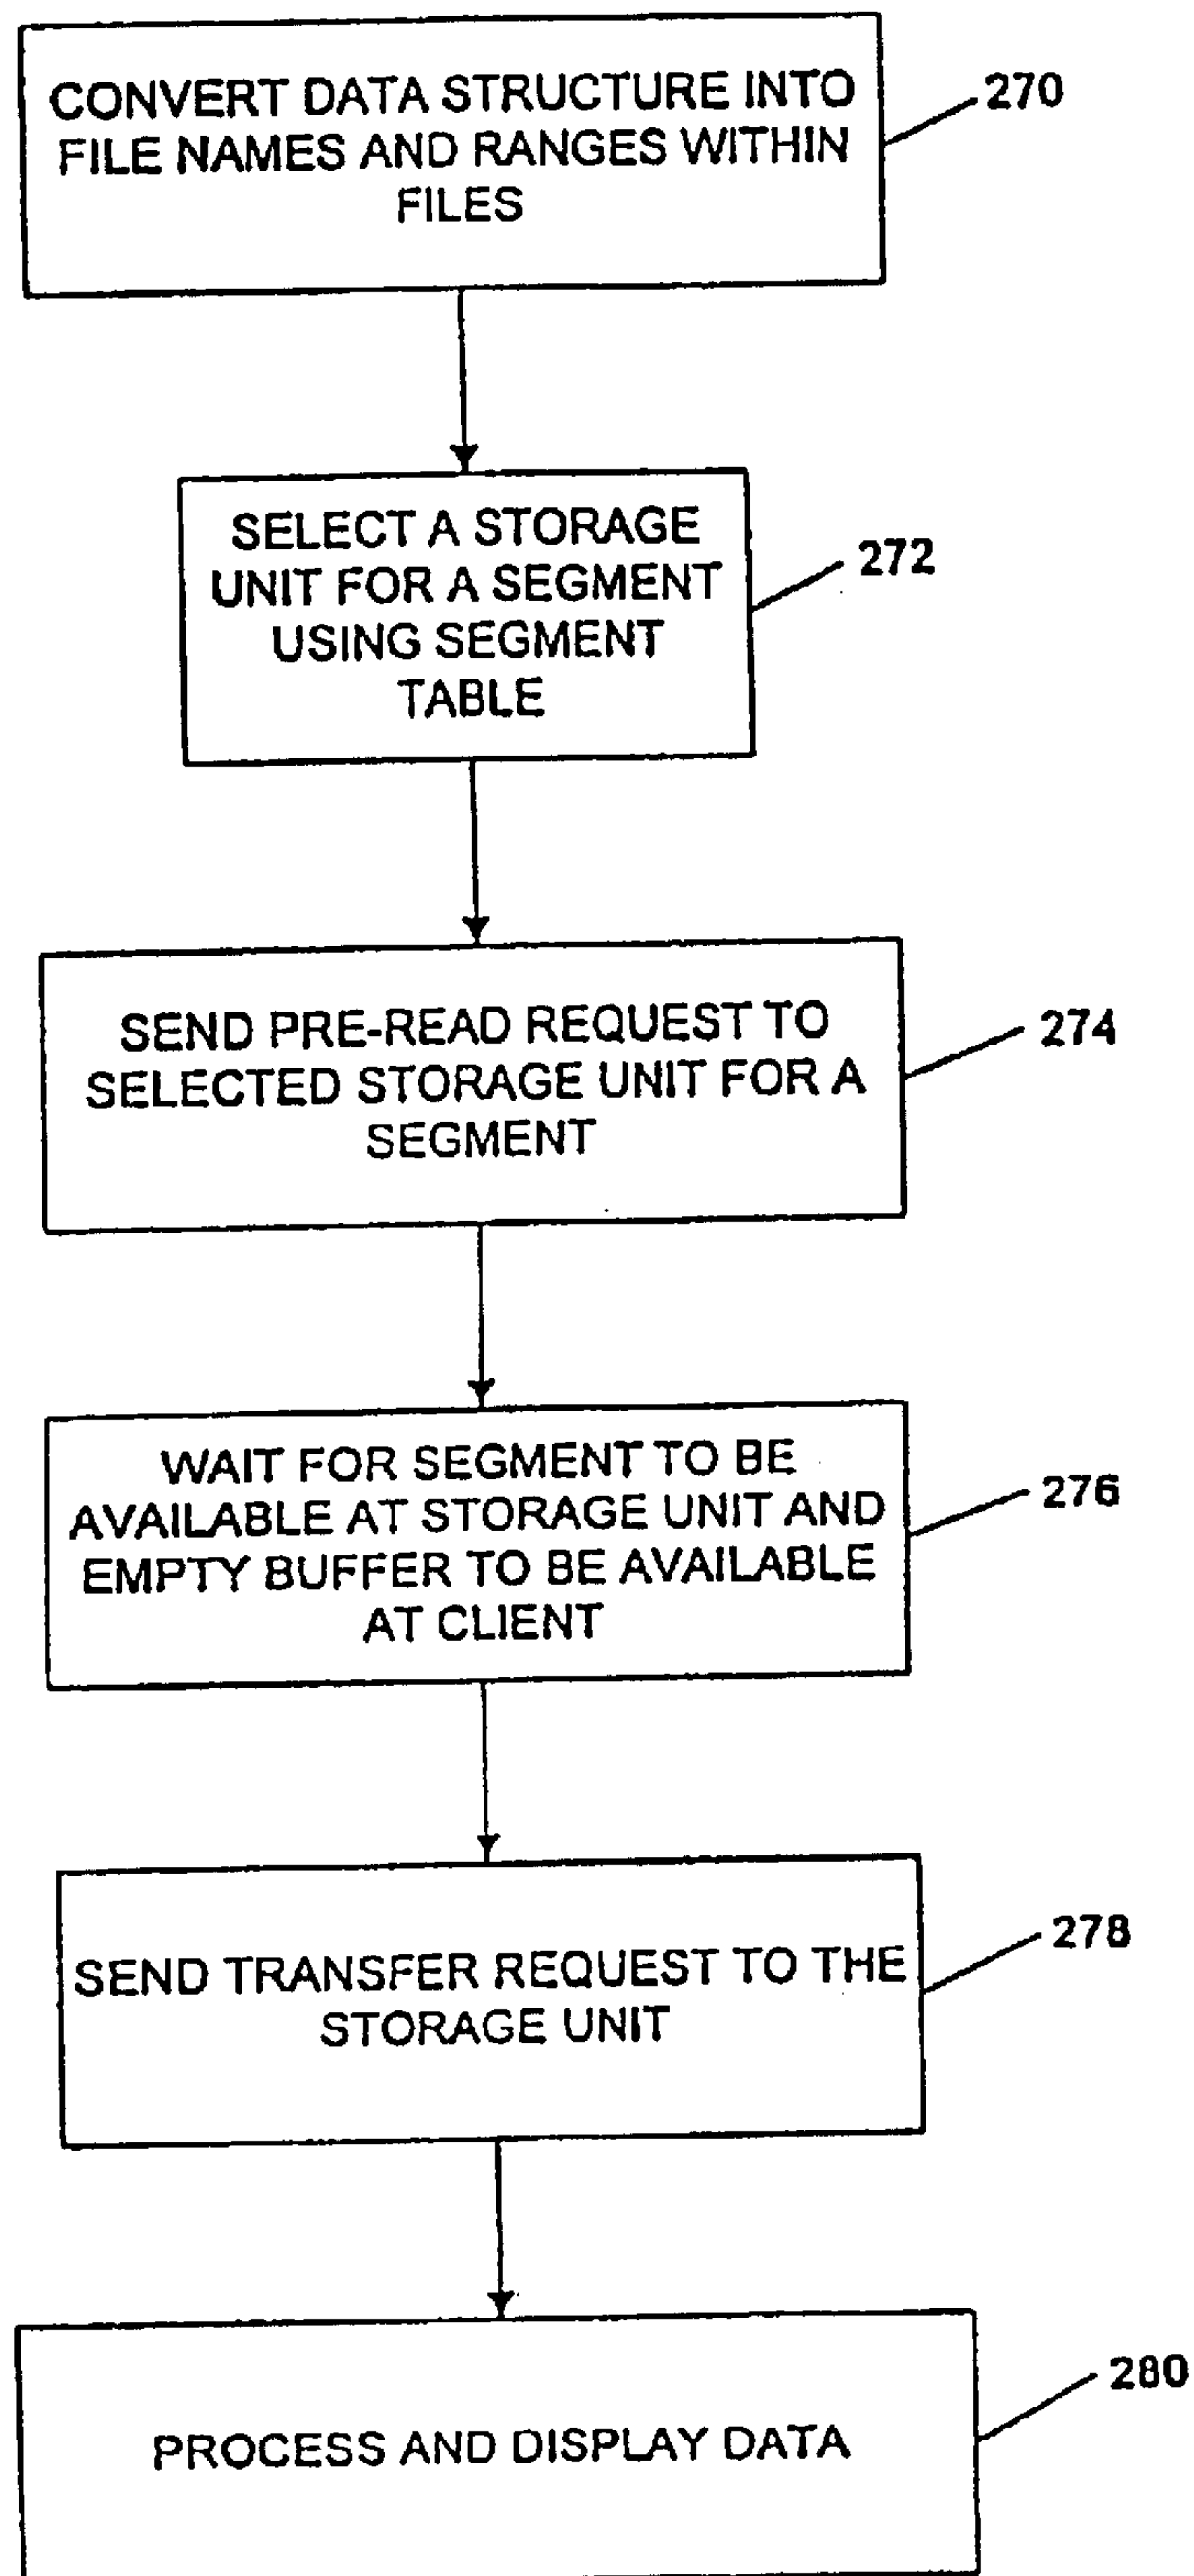 CONVERT DATA STRUCTURE INTO
FILE NAMES AND RANGES WITHIN
FILES
270
SELECT A STORAGE
UNIT FOR A SEGMENT
USING SEGMENT
TABLE
272
SEND PRE-READ REQUEST TO
SELECTED STORAGE UNIT FOR A
SEGMENT
274
WAIT FOR SEGMENT TO BE
AVAILABLE AT STORAGE UNIT AND
EMPTY BUFFER TO BE AVAILABLE
AT CLIENT
276
SEND TRANSFER REQUEST TO THE
STORAGE UNIT
278
PROCESS AND DISPLAY DATA
280